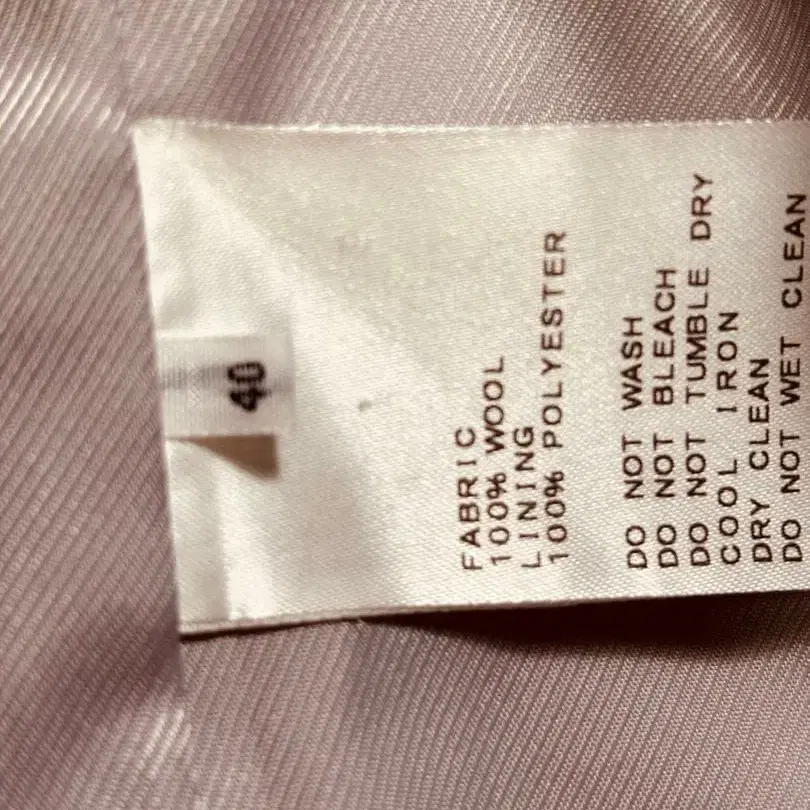 40
FABRIC
100% WOOL
LINING
100% POLYESTER
DO NOT WASH
DO NOT BLEACH
DO NOT TUMBLE DRY
COOL IRON
DRY CLEAN
DO NOT WET CLEAN